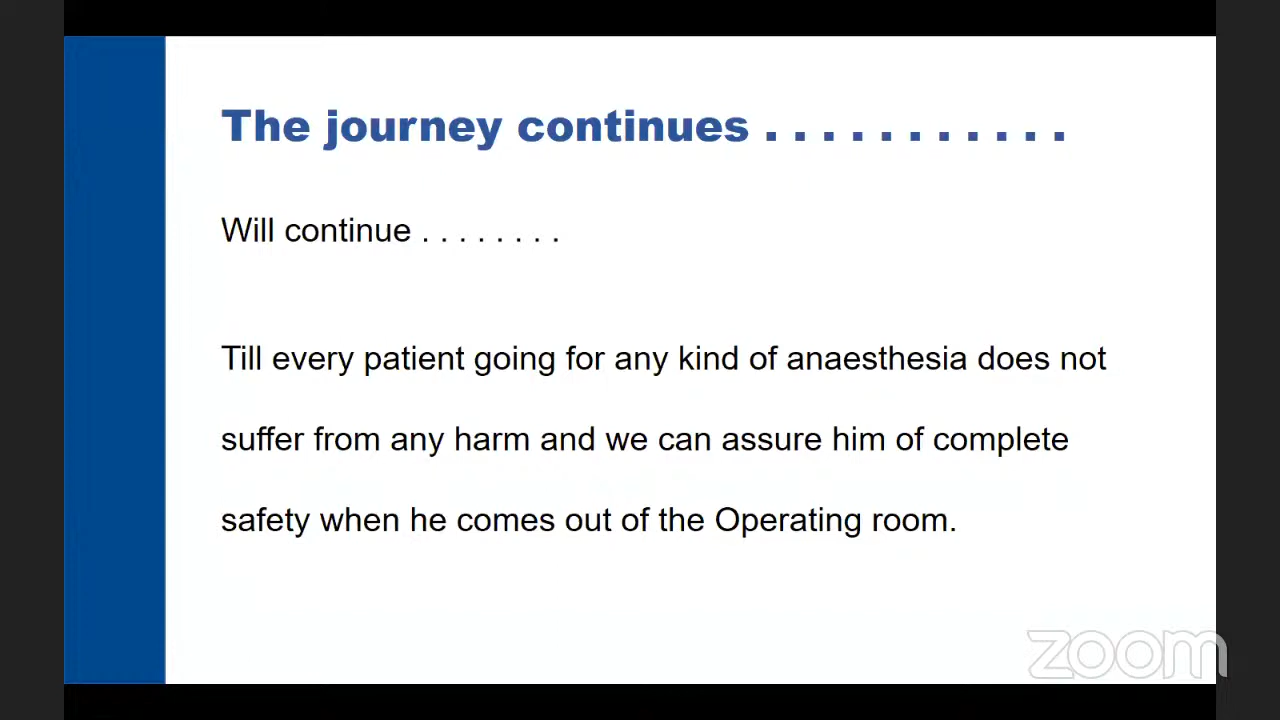 The journey continues . . . . . . . . . . .
Will continue . . . . . . . .
Till every patient going for any kind of anaesthesia does not
suffer from any harm and we can assure him of complete
safety when he comes out of the Operating room.
zoom